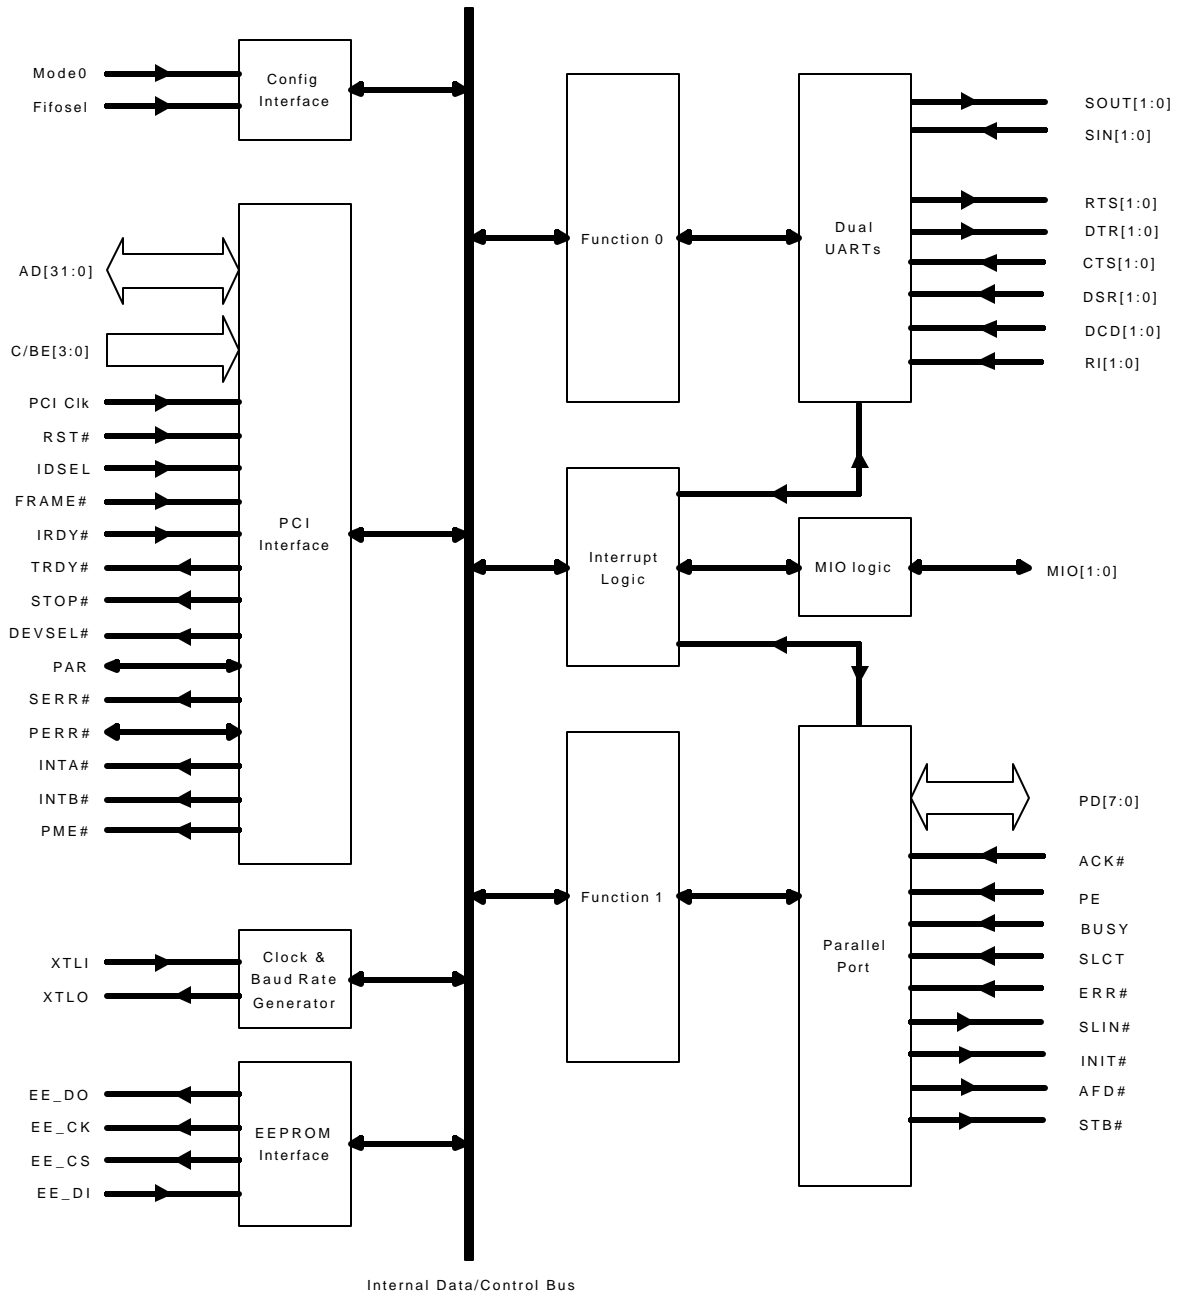 Mode0
Fifosel
Config
Interface
AD[31:0]
C/BE[3:0]
PCI Clk
RST#
IDSEL
FRAME#
IRDY#
TRDY#
STOP#
DEVSEL#
PAR
SERR#
PERR#
INTA#
INTB#
PME#
PCI
Interface
XTLI
XTLO
Clock &
Baud Rate
Generator
EE_DO
EE_CK
EE_CS
EE_DI
EEPROM
Interface
Internal Data/Control Bus
Function 0
Interrupt
Logic
Function 1
Dual
UARTs
MIO logic
Parallel
Port
SOUT[1:0]
SIN[1:0]
RTS[1:0]
DTR[1:0]
CTS[1:0]
DSR[1:0]
DCD[1:0]
RI[1:0]
MIO[1:0]
PD[7:0]
ACK#
PE
BUSY
SLCT
ERR#
SLIN#
INIT#
AFD#
STB#